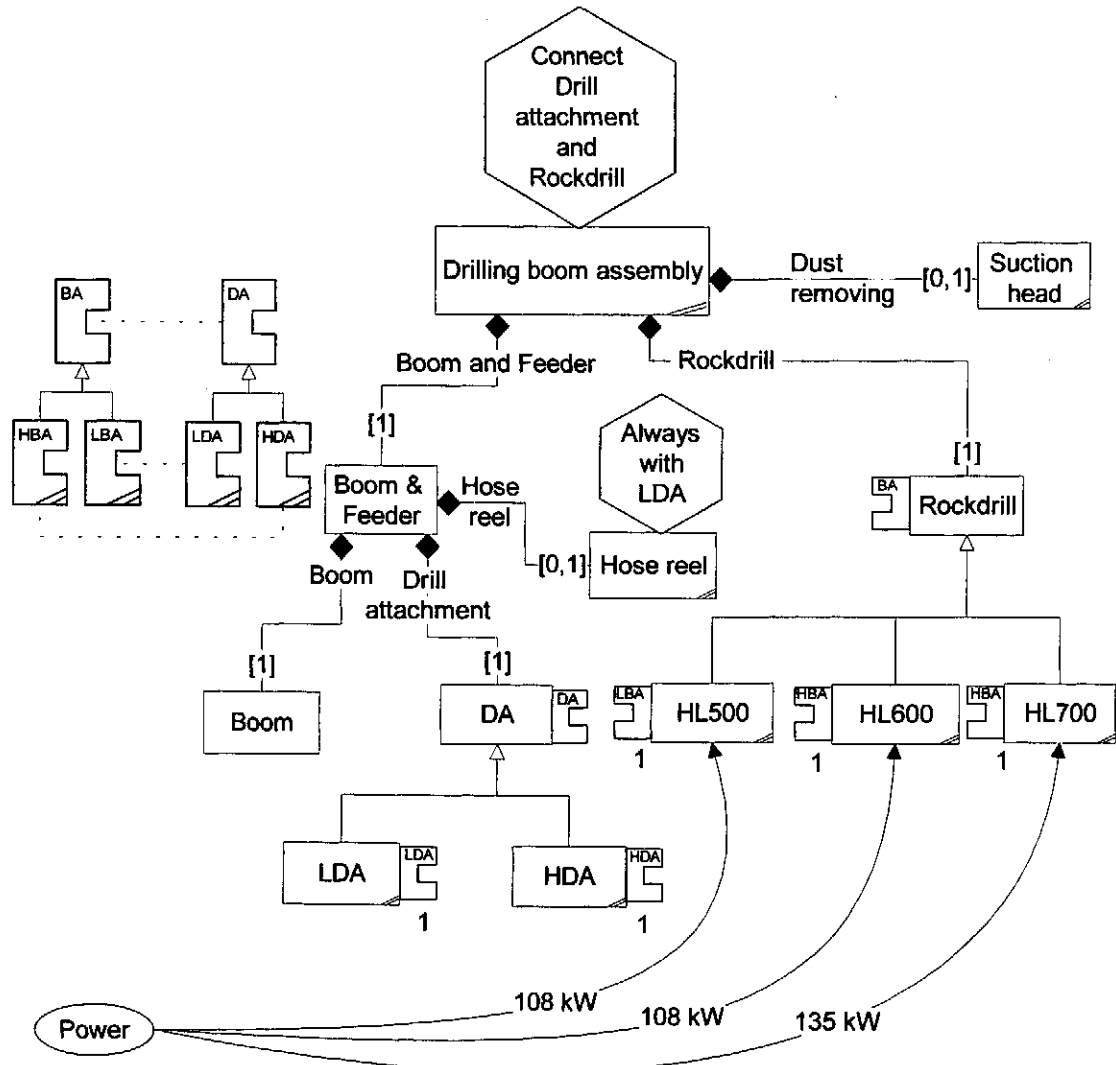 Connect
Drill
attachment
and
Rockdrill
Drilling boom assembly
Dust
removing
[0,1]
Suction
head
BA
DA
Boom and Feeder
Rockdrill
[1]
HBA
LBA
LDA
HDA
Always
with
LDA
[1]
Boom &
Feeder
Hose
reel
BA
Rockdrill
[0,1]
Hose reel
Boom
Drill
attachment
[1]
[1]
Boom
DA
DA
LBA
HL500
1
HBA
HL600
1
HBA
HL700
1
LDA
LDA
1
HDA
HDA
1
Power
108 kW
108 kW
135 kW